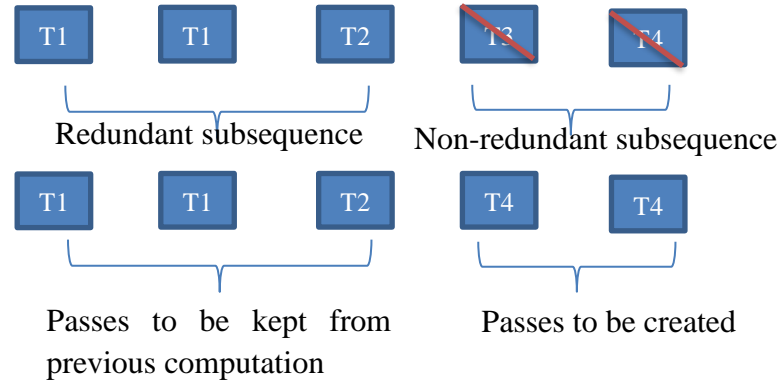 T1 T1 T2 T3 T4
Redundant subsequence Non-redundant subsequence
T1 T1 T2 T4 T4
Passes to be kept from
previous computation
Passes to be created